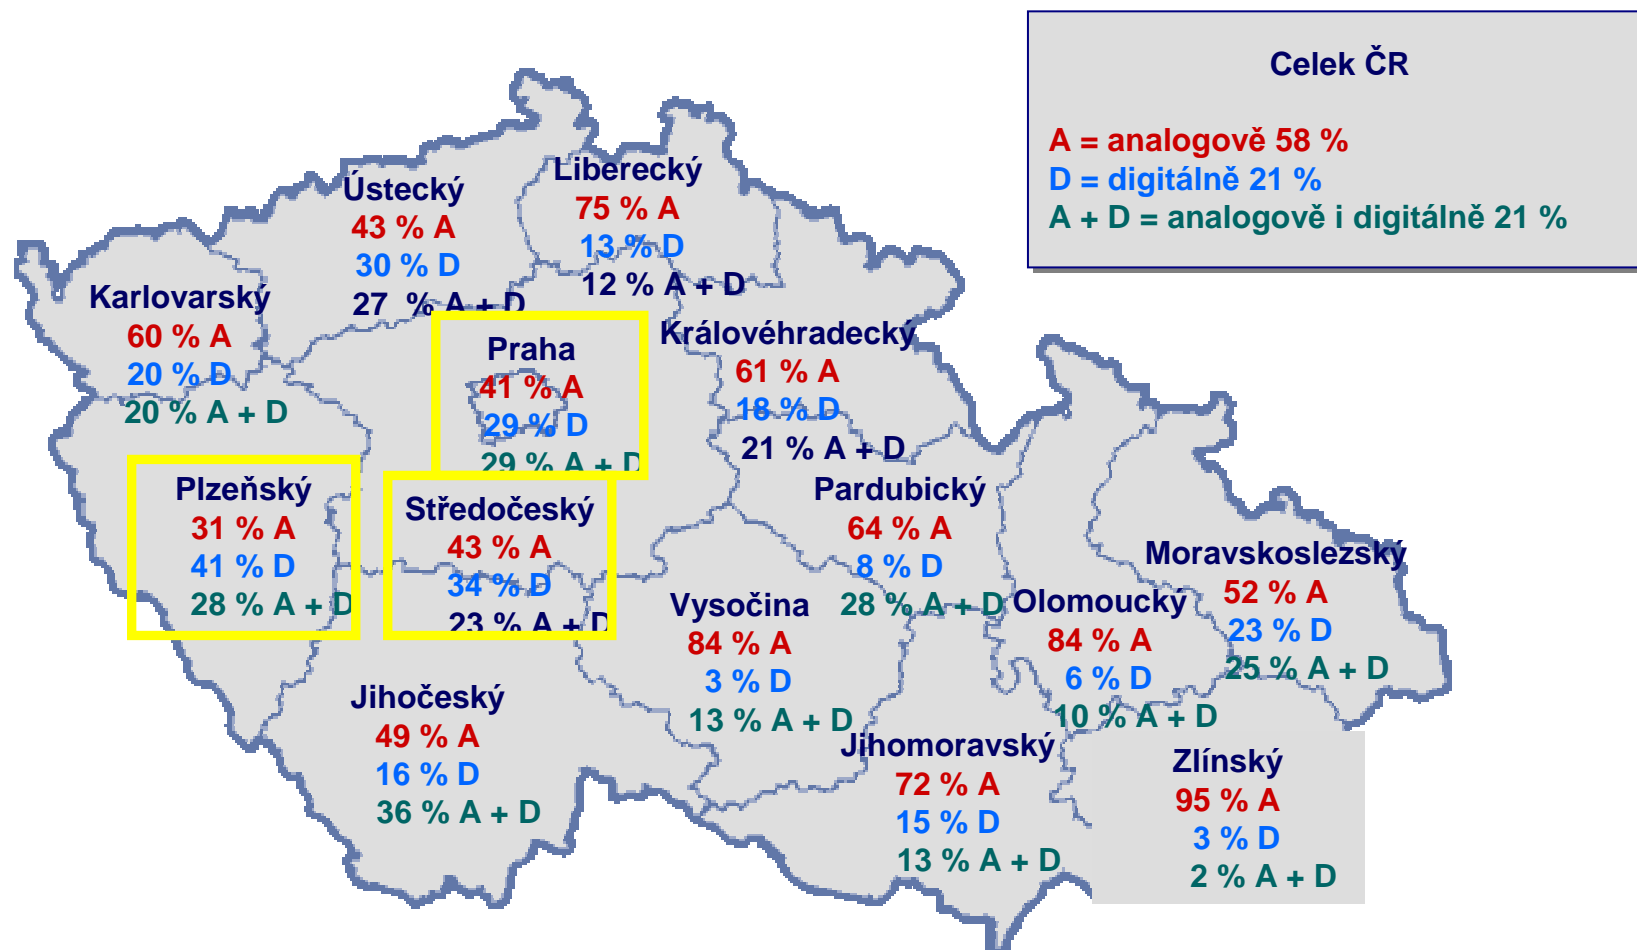 Celek ČR
A = analogově 58 %
D = digitálně 21 %
A + D = analogově i digitálně 21 %
Liberecký
75 % A
13 % D
12 % A + D
Ústecký
43 % A
30 % D
27 % A + D
Karlovarský
60 % A
20 % D
20 % A + D
Praha
41 % A
29 % D
29 % A + D
Královéhradecký
61 % A
18 % D
21 % A + D
Plzeňský
31 % A
41 % D
28 % A + D
Středočeský
43 % A
34 % D
23 % A + D
Pardubický
64 % A
8 % D
28 % A + D
Moravskoslezský
52 % A
23 % D
25 % A + D
Vysočina
84 % A
3 % D
13 % A + D
Olomoucký
84 % A
6 % D
10 % A + D
Jihočeský
49 % A
16 % D
36 % A + D
Jihomoravský
72 % A
15 % D
13 % A + D
Zlínský
95 % A
3 % D
2 % A + D